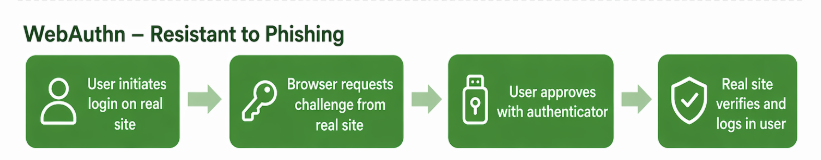 WebAuthn – Resistant to Phishing
User initiates
login on real
site
Browser requests
challenge from
real site
User approves
with authenticator
Real site
verifies and
logs in user